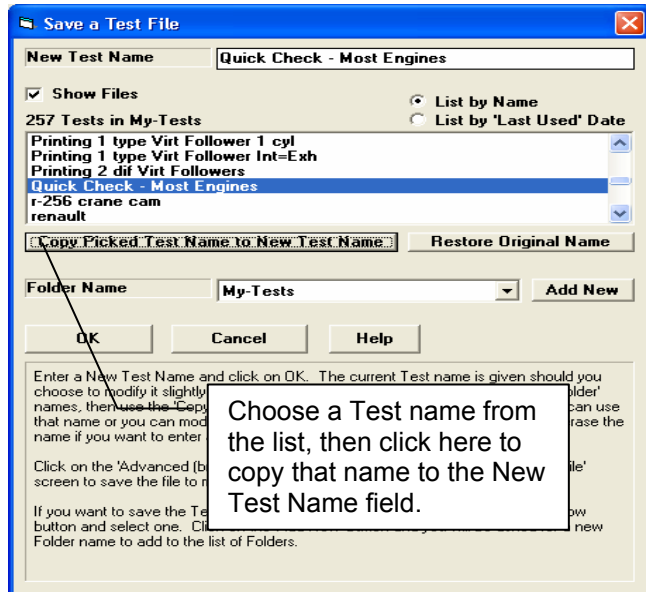 Save a Test File
New Test Name
Quick Check - Most Engines
Show Files
List by Name
257 Tests in My-Tests
List by 'Last Used' Date
Printing 1 type Virt Follower 1 cyl
Printing 1 type Virt Follower Int=Exh
Printing 2 dif Virt Followers
Quick Check - Most Engines
r-256 crane cam
renault
Copy Picked Test Name to New Test Name
Restore Original Name
Folder Name
My-Tests
Add New
OK
Cancel
Help
Enter a New Test Name and click on OK. The current Test name is given should you
choose to modify it slightly older'
names, then use the 'Copy can use
that name or you can mod rase the
name if you want to enter
Click on the 'Advanced (b ile'
screen to save the file to
If you want to save the Te ow
button and select one. new
Folder name to add to the list of Folders.
Choose a Test name from
the list, then click here to
copy that name to the New
Test Name field.